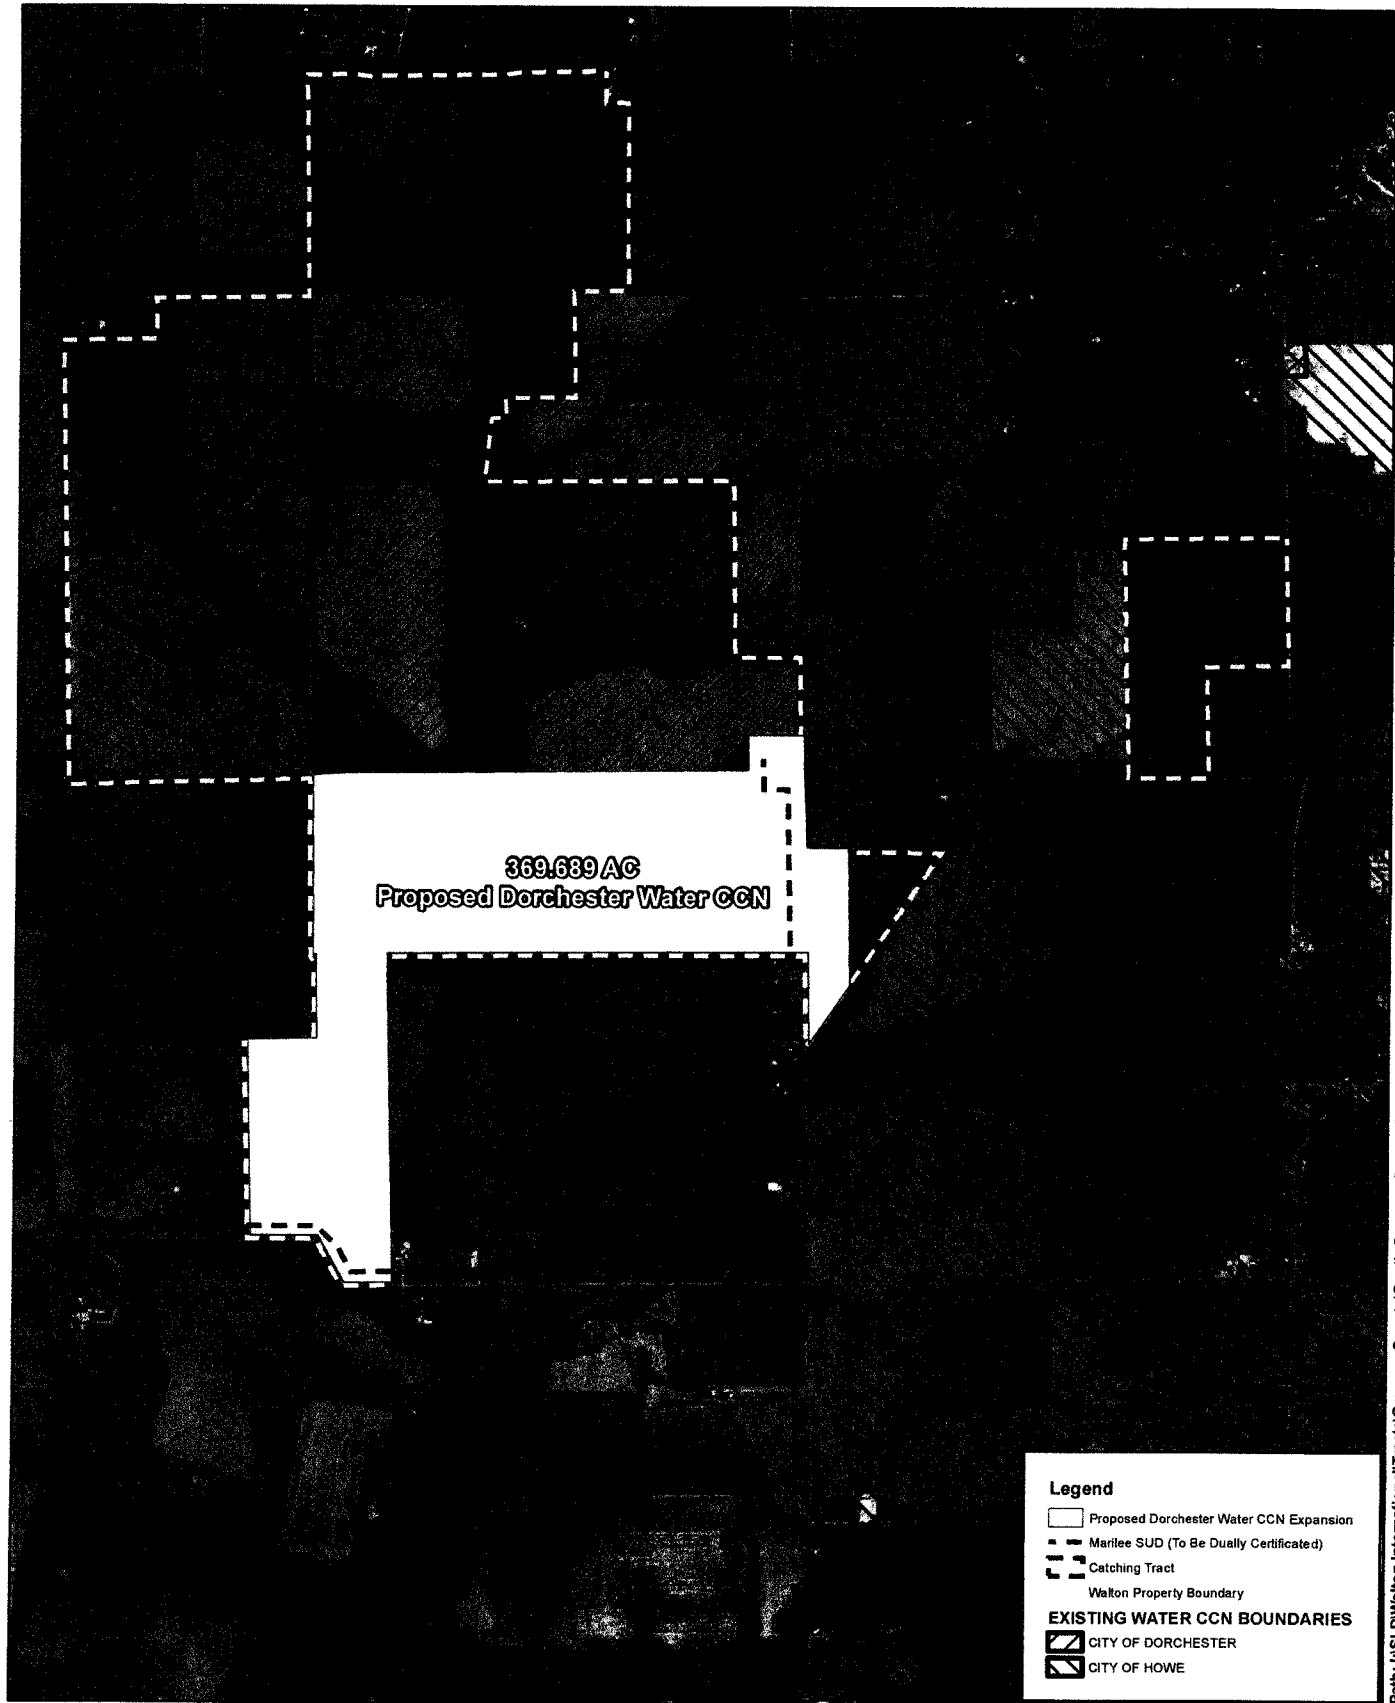 369.689 AC
Proposed Dorchester Water CCN
Legend
Proposed Dorchester Water CCN Expansion
Marilee SUD (To Be Dually Certificated)
Catching Tract
Walton Property Boundary
EXISTING WATER CCN BOUNDARIES
CITY OF DORCHESTER
CITY OF HOWE